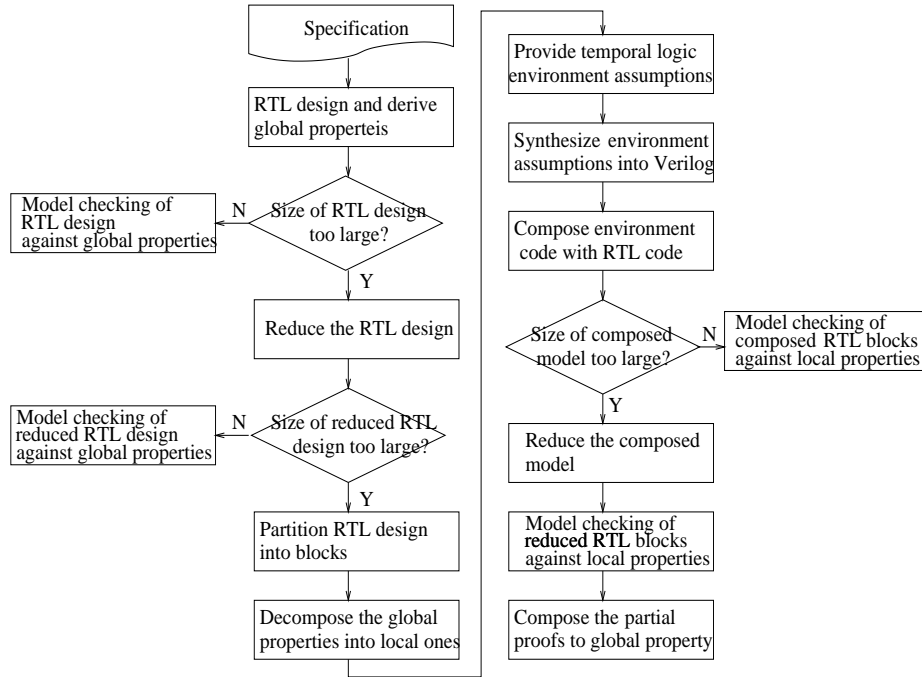 Specification
RTL design and derive
global properteis
Size of RTL design
too large?
N
Model checking of
RTL design
against global properties
Y
Reduce the RTL design
Size of reduced RTL
design too large?
N
Model checking of
reduced RTL design
against global properties
Y
Partition RTL design
into blocks
Decompose the global
properties into local ones
Provide temporal logic
environment assumptions
Synthesize environment
assumptions into Verilog
Compose environment
code with RTL code
Size of composed
model too large?
N
Model checking of
composed RTL blocks
against local properties
Y
Reduce the composed
model
Model checking of
reduced RTL blocks
against local properties
Compose the partial
proofs to global property